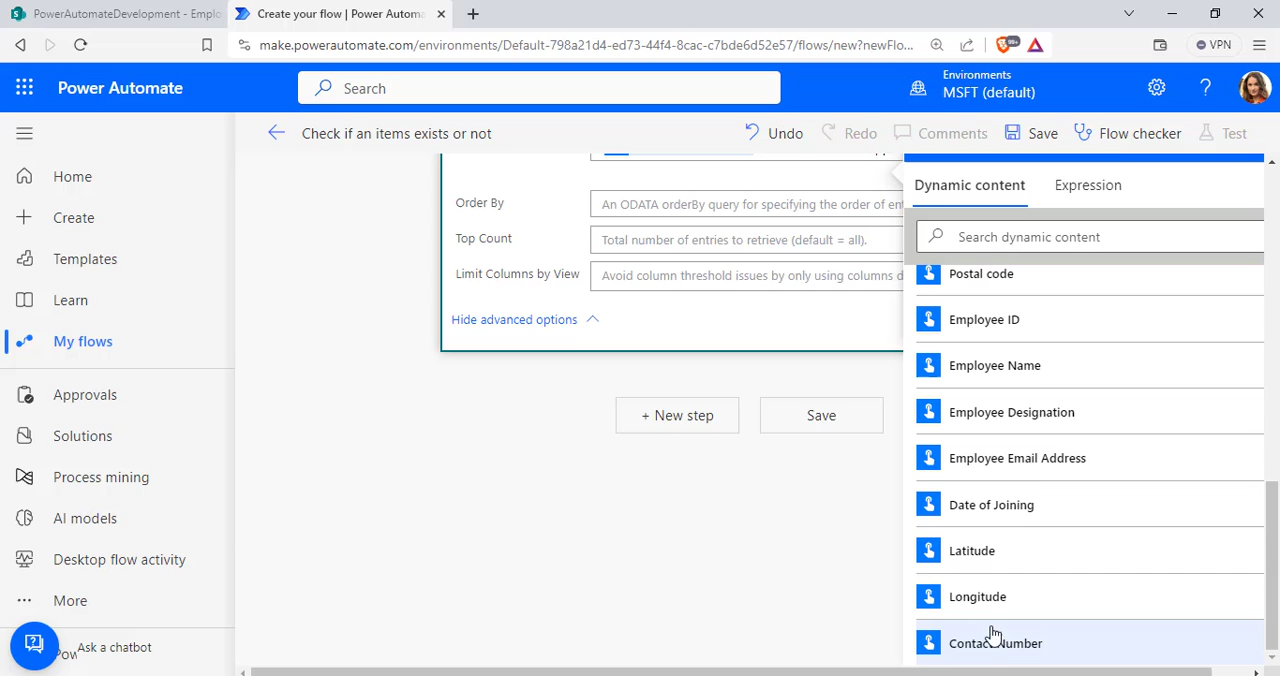 PowerAutomateDevelopment - Emplo
Create your flow | Power Automa
make.powerautomate.com/environments/Default-798a21d4-ed73-44f4-8cac-c7bde6d52e57/flows/new?newFlo...
99+
VPN
Power Automate
Search
Environments
MSFT (default)
Check if an items exists or not
Undo
Redo
Comments
Save
Flow checker
Test
Home
Create
Templates
Learn
My flows
Approvals
Solutions
Process mining
AI models
Desktop flow activity
More
Pow
Ask a chatbot
Order By
An ODATA orderBy query for specifying the order of ent
Top Count
Total number of entries to retrieve (default = all).
Limit Columns by View
Avoid column threshold issues by only using columns d
Hide advanced options
+ New step
Save
Dynamic content
Expression
Search dynamic content
Postal code
Employee ID
Employee Name
Employee Designation
Employee Email Address
Date of Joining
Latitude
Longitude
Contact Number